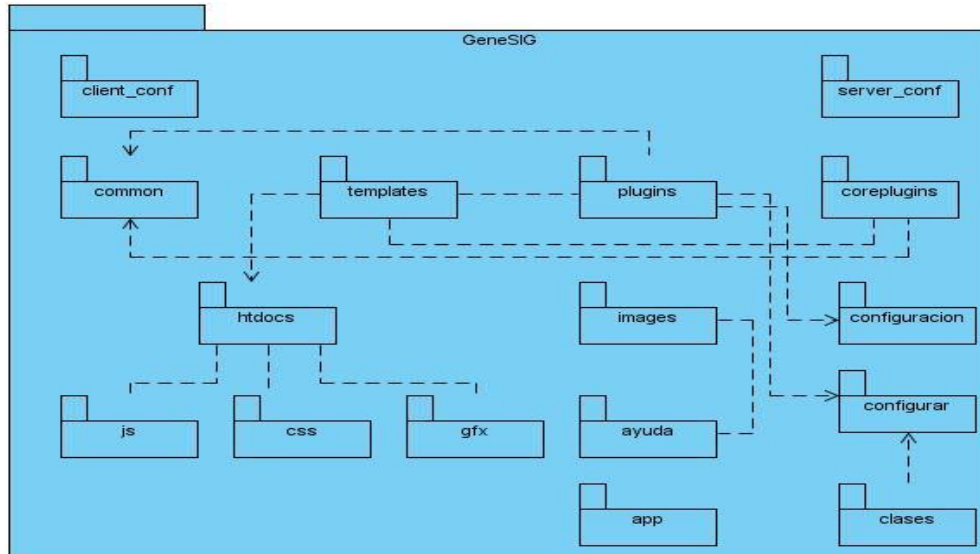 GeneSIG
client_conf
server_conf
common
templates
plugins
coreplugins
htdocs
images
configuracion
configurar
js
css
gfx
ayuda
app
clases